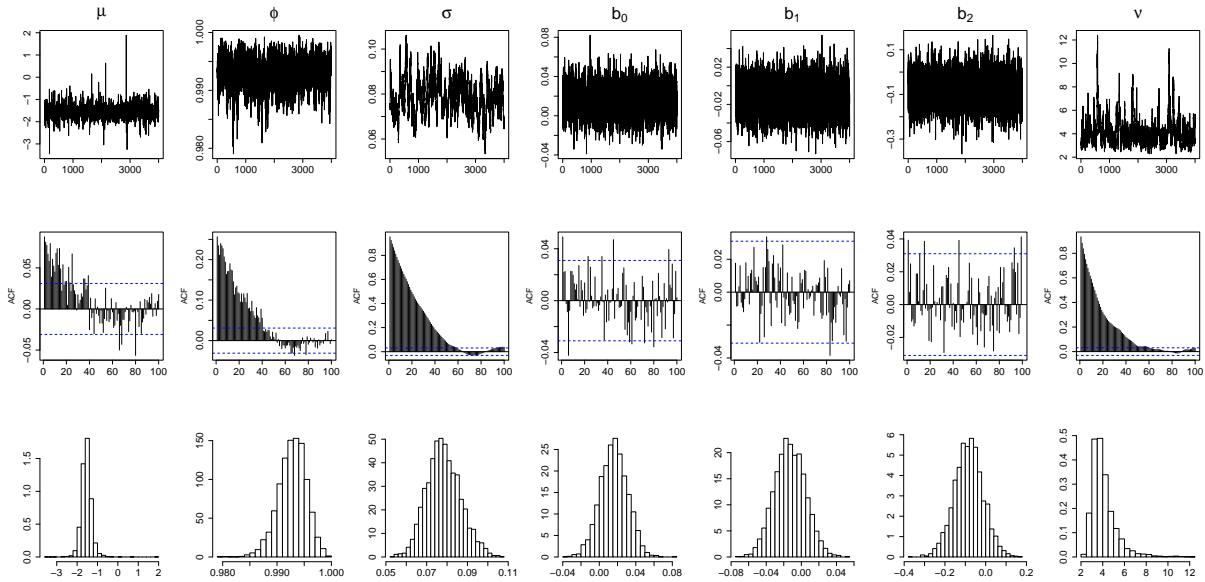 μ ϕ σ b₀ b₁ b₂ ν
-3 -2 -1 0 1 2
0 1000 3000
0.980 0.990 1.000
0 1000 3000
0.06 0.08 0.10
0 1000 3000
-0.04 0.00 0.04 0.08
0 1000 3000
-0.06 -0.02 0.02
0 1000 3000
-0.3 -0.1 0.1
0 1000 3000
2 4 6 8 10 12
0 1000 3000
ACF
-0.05 0.00 0.05
0 20 40 60 80 100
ACF
0.00 0.10 0.20
0 20 40 60 80 100
ACF
0.0 0.2 0.4 0.6 0.8
0 20 40 60 80 100
ACF
-0.04 0.00 0.04
0 20 40 60 80 100
ACF
-0.04 0.00 0.02
0 20 40 60 80 100
ACF
-0.02 0.00 0.02 0.04
0 20 40 60 80 100
ACF
0.0 0.2 0.4 0.6 0.8
0 20 40 60 80 100
0.0 0.5 1.0 1.5
-3 -2 -1 0 1 2
0 50 100 150
0.980 0.990 1.000
0 10 20 30 40 50
0.05 0.07 0.09 0.11
0 5 10 15 20 25
-0.04 0.00 0.04 0.08
0 5 10 15 20
-0.08 -0.04 0.00 0.04
0 1 2 3 4 5 6
-0.4 -0.2 0.0 0.2
0.0 0.1 0.2 0.3 0.4 0.5
2 4 6 8 10 12